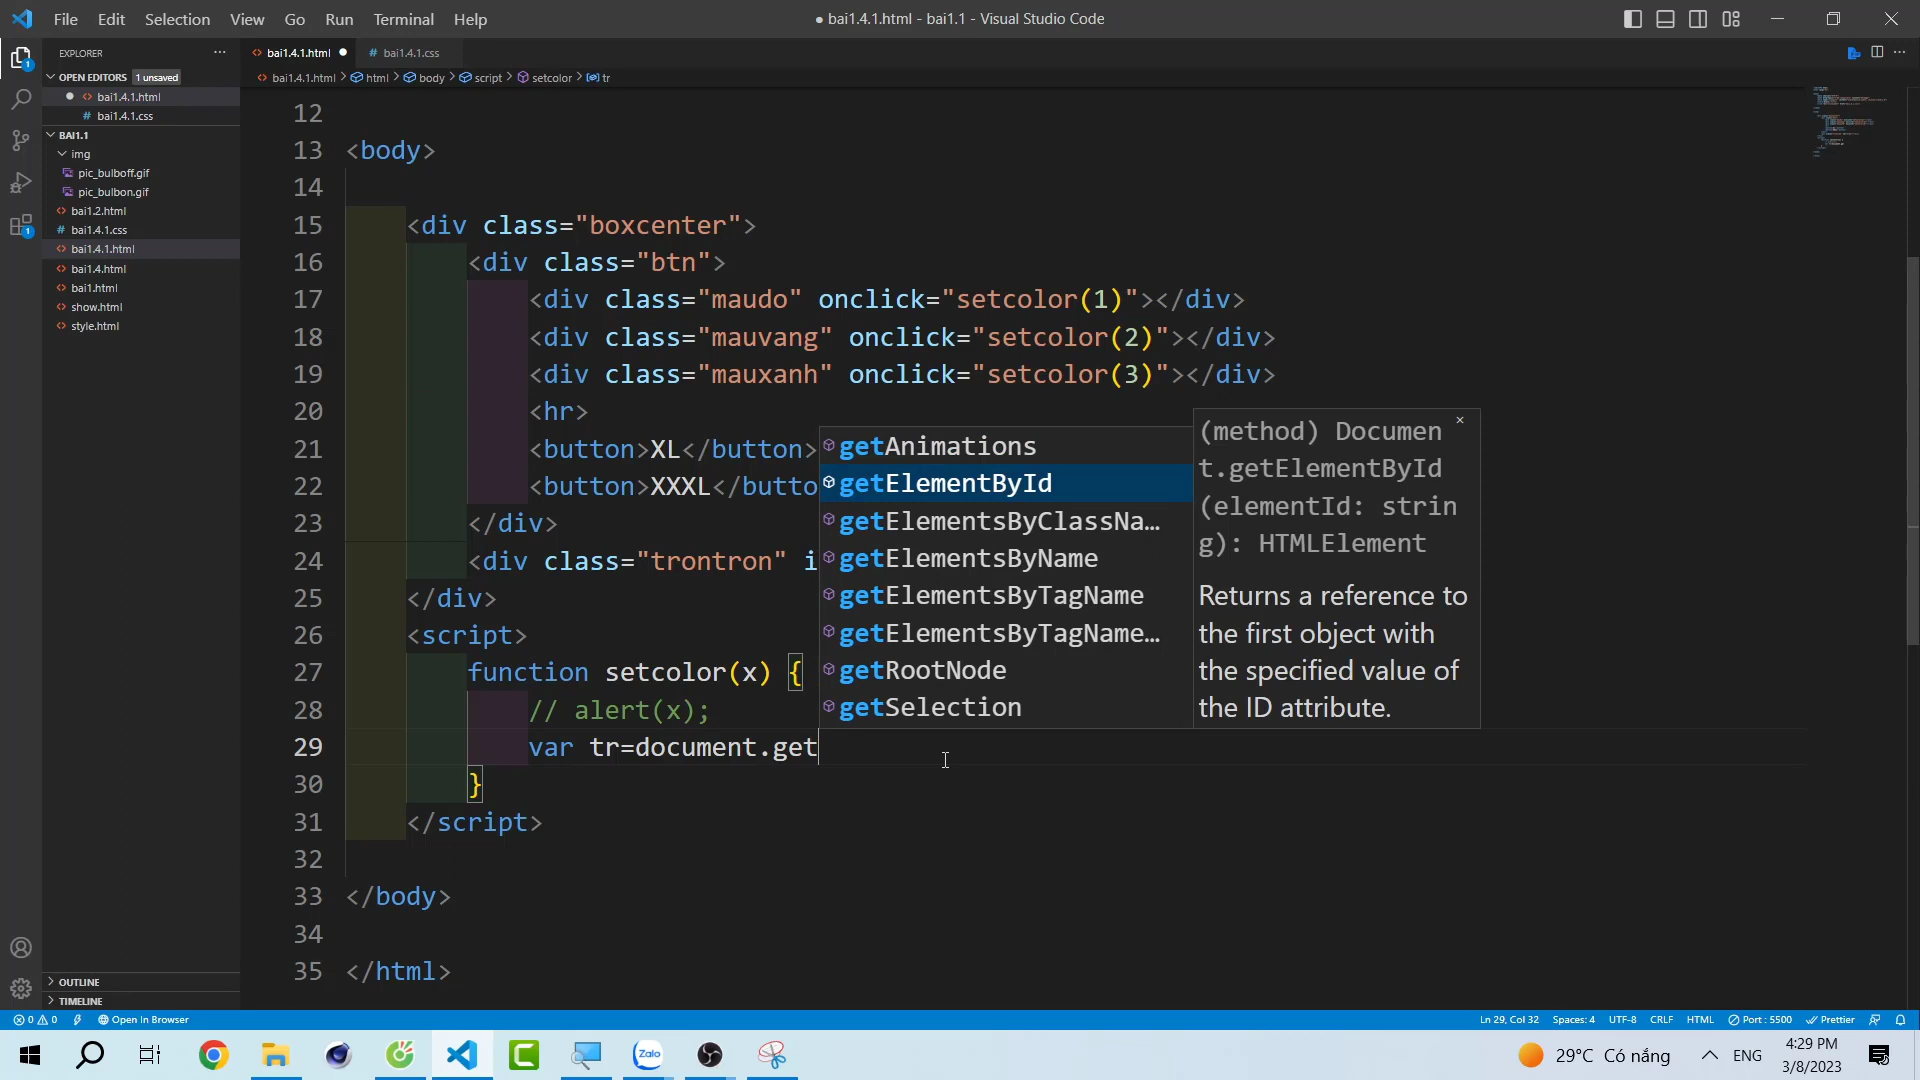 File Edit Selection View Go Run Terminal Help
● bai1.4.1.html - bai1.1 - Visual Studio Code
EXPLORER ...
bai1.4.1.html ●
# bai1.4.1.css
OPEN EDITORS 1 unsaved
bai1.4.1.html > html > body > script > setcolor > tr
● <> bai1.4.1.html
# bai1.4.1.css
BAI1.1
img
pic_bulboff.gif
pic_bulbon.gif
<> bai1.2.html
# bai1.4.1.css
<> bai1.4.1.html
<> bai1.4.html
<> bai1.html
<> show.html
<> style.html
OUTLINE
TIMELINE
12
13 <body>
14
15 <div class="boxcenter">
16 <div class="btn">
17 <div class="maudo" onclick="setcolor(1)"></div>
18 <div class="mauvang" onclick="setcolor(2)"></div>
19 <div class="mauxanh" onclick="setcolor(3)"></div>
20 <hr>
21 <button>XL</button>
22 <button>XXXL</butto
23 </div>
24 <div class="trontron" i
25 </div>
26 <script>
27 function setcolor(x) {
28 // alert(x);
29 var tr=document.get
30 }
31 </script>
32
33 </body>
34
35 </html>
getAnimations
getElementById
getElementsByClassNa…
getElementsByName
getElementsByTagName
getElementsByTagName…
getRootNode
getSelection
(method) Documen
t.getElementById
(elementId: strin
g): HTMLElement
Returns a reference to
the first object with
the specified value of
the ID attribute.
0 0 Open In Browser
Ln 29, Col 32 Spaces: 4 UTF-8 CRLF HTML Port : 5500 Prettier
Zalo
29°C Có nắng ENG 4:29 PM
3/8/2023